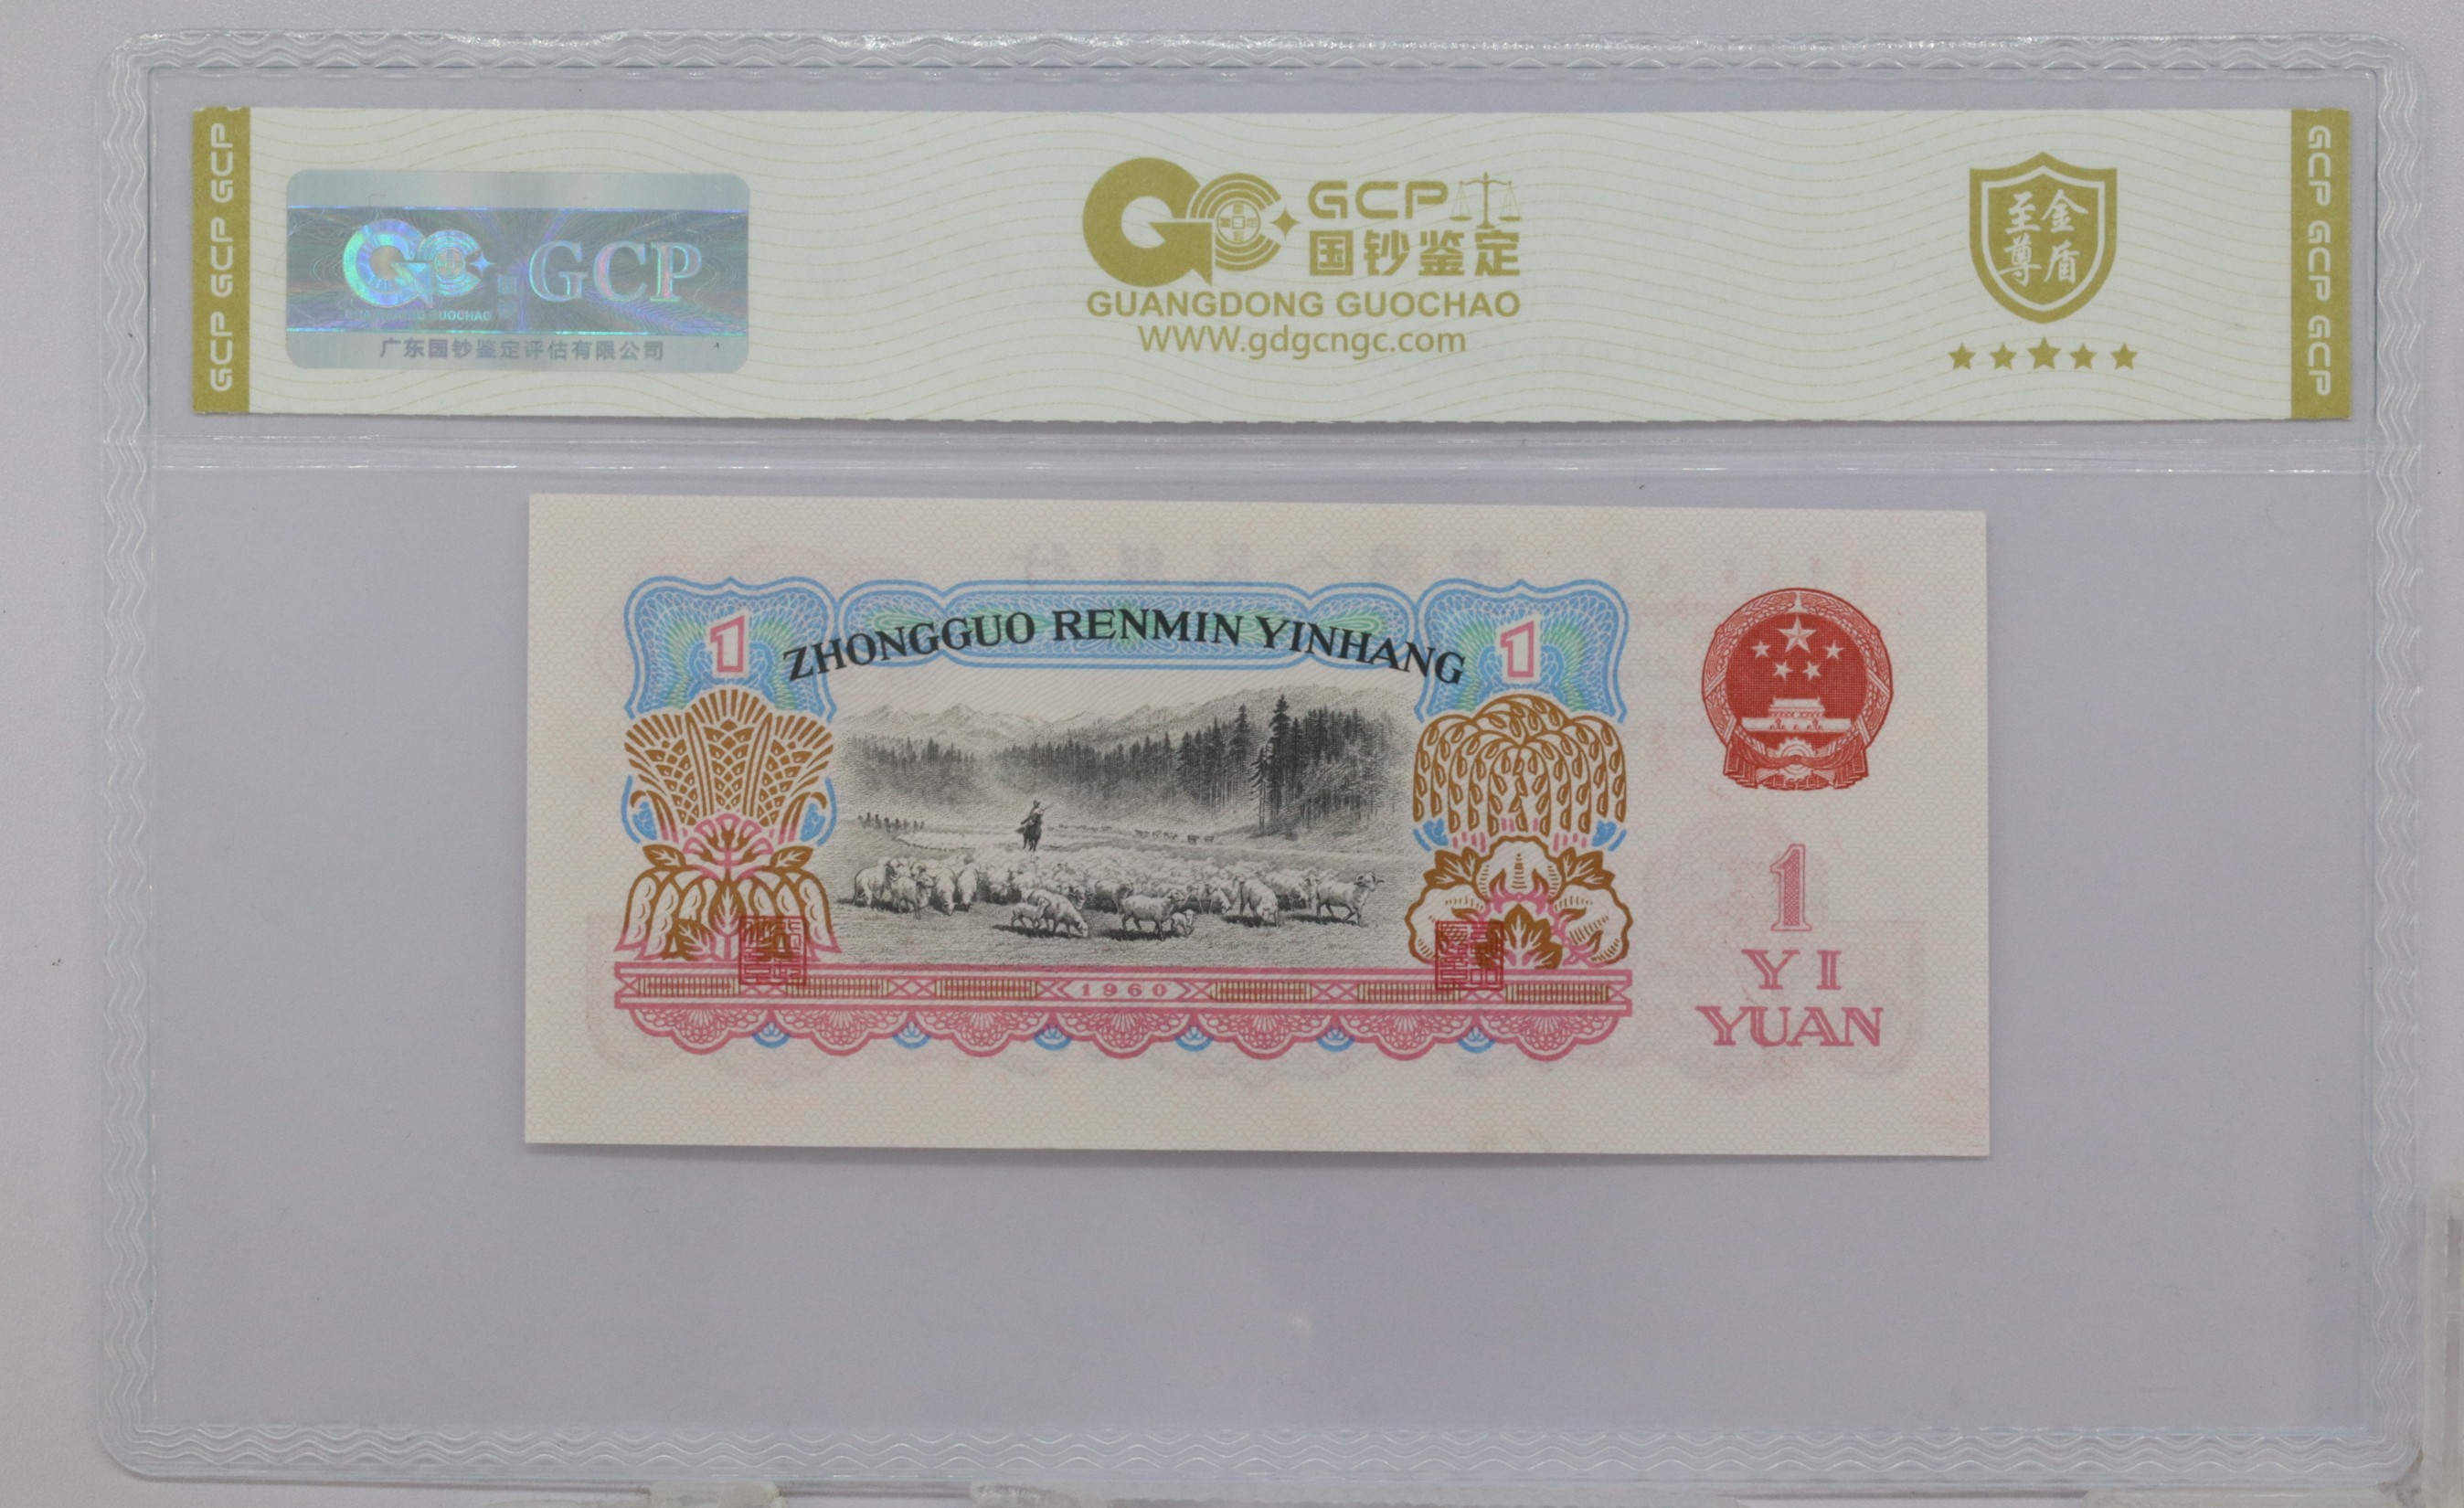 GCP GCP GCP
GCP
GUANGDONG GUOCHAO
广东国钞鉴定评估有限公司
GCP
国钞鉴定
GUANGDONG GUOCHAO
WWW.gdgcngc.com
至尊
金盾
GCP GCP GCP
1
ZHONGGUO RENMIN YINHANG
1
1960
1
YI
YUAN